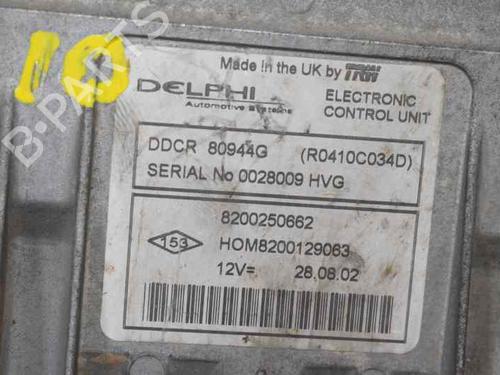 10
Made in the UK by TRW
DELPHI
Automotive Systems
ELECTRONIC
CONTROL UNIT
DDCR 80944G (R0410C034D)
SERIAL No 0028009 HVG
8200250662
153
HOM8200129063
12V= 28.08.02
B-PARTS